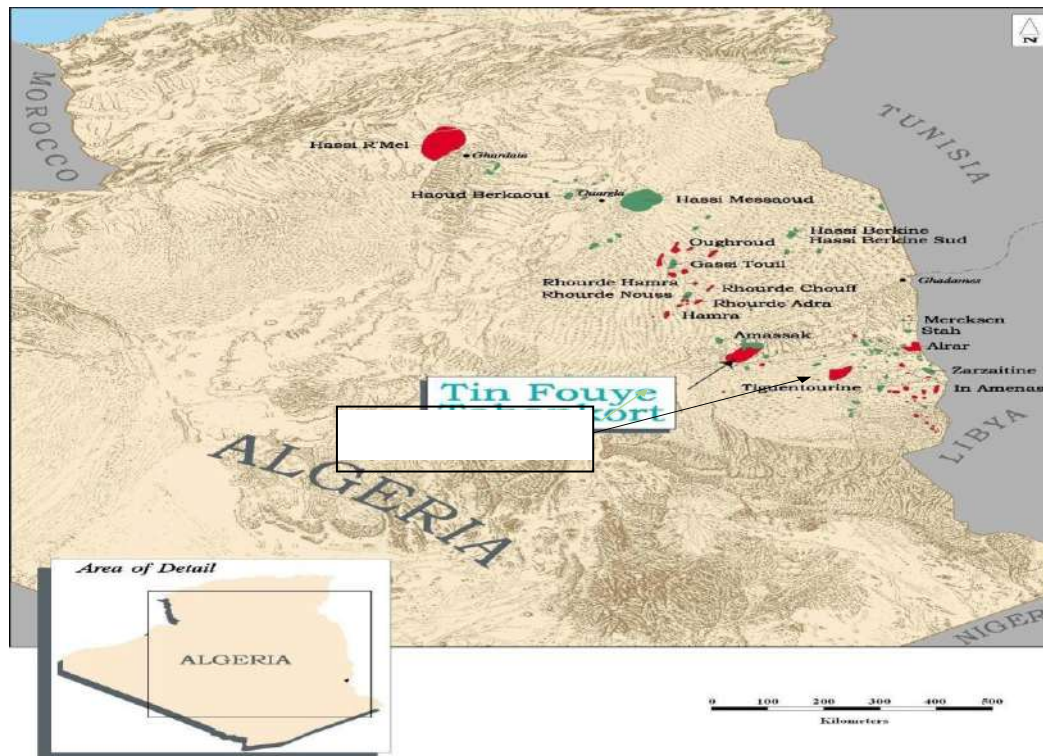 N
MOROCCO
TUNISIA
Hassi R'Mel
Ghardaia
Haoud Berkaout
Ouargla
Hassi Messaoud
Hassi Berkine
Hassi Berkine Sud
Oughroud
Gassi Touil
Ghadames
Rhourde Hamra
Rhourde Chouff
Rhourde Nouss
Rhourde Adra
Hamra
Mereksen
Stah
Amassak
Alrar
Zarzaitine
Tiguentourine
In Amenas
Tin Fouye
LIBYA
ALGERIA
NIGER
Area of Detail
ALGERIA
0 100 200 300 400 500
Kilometers